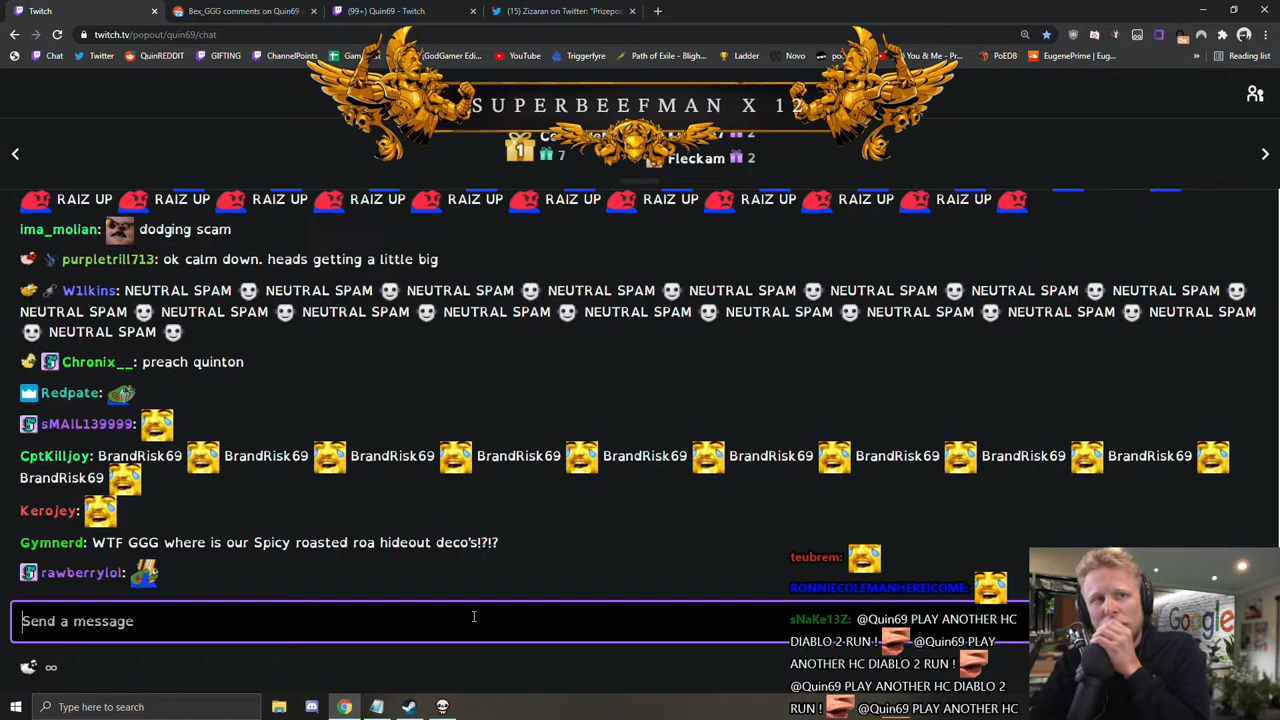 Twitch
Bex_GGG comments on Quin69
(99+) Quin69 - Twitch
(15) Zizaran on Twitter: "Prizepo
twitch.tv/popout/quin69/chat
Chat
Twitter
QuinREDDIT
GIFTING
ChannelPoints
GodGamer Edi
YouTube
Triggerfyre
Path of Exile - Bligh...
Ladder
Novo
You & Me - Pr...
PoEDB
EugenePrime | Eug...
Reading list
SUPERBEEFMAN X 12
1
7
2
Fleckam 2
RAIZ UP RAIZ UP RAIZ UP RAIZ UP RAIZ UP RAIZ UP RAIZ UP RAIZ UP RAIZ UP RAIZ UP
ima_molian: dodging scam
purpletrill713: ok calm down. heads getting a little big
W1lkins: NEUTRAL SPAM NEUTRAL SPAM NEUTRAL SPAM NEUTRAL SPAM NEUTRAL SPAM NEUTRAL SPAM NEUTRAL SPAM NEUTRAL SPAM
NEUTRAL SPAM NEUTRAL SPAM NEUTRAL SPAM NEUTRAL SPAM NEUTRAL SPAM NEUTRAL SPAM NEUTRAL SPAM NEUTRAL SPAM NEUTRAL
SPAM NEUTRAL SPAM
Chronix__: preach quinton
Redpate:
sMAIL139999:
CptKilljoy: BrandRisk69 BrandRisk69 BrandRisk69 BrandRisk69 BrandRisk69 BrandRisk69 BrandRisk69 BrandRisk69 BrandRisk69
BrandRisk69
Kerojey:
Gymnerd: WTF GGG where is our Spicy roasted roa hideout deco's!?!?
rawberrylol:
Send a message
∞
teubrem:
RONNIECOLEMANHEREICOME:
sNaKe13Z: @Quin69 PLAY ANOTHER HC
DIABLO 2 RUN ! @Quin69 PLAY
ANOTHER HC DIABLO 2 RUN !
@Quin69 PLAY ANOTHER HC DIABLO 2
RUN ! @Quin69 PLAY ANOTHER HC
Google
Type here to search